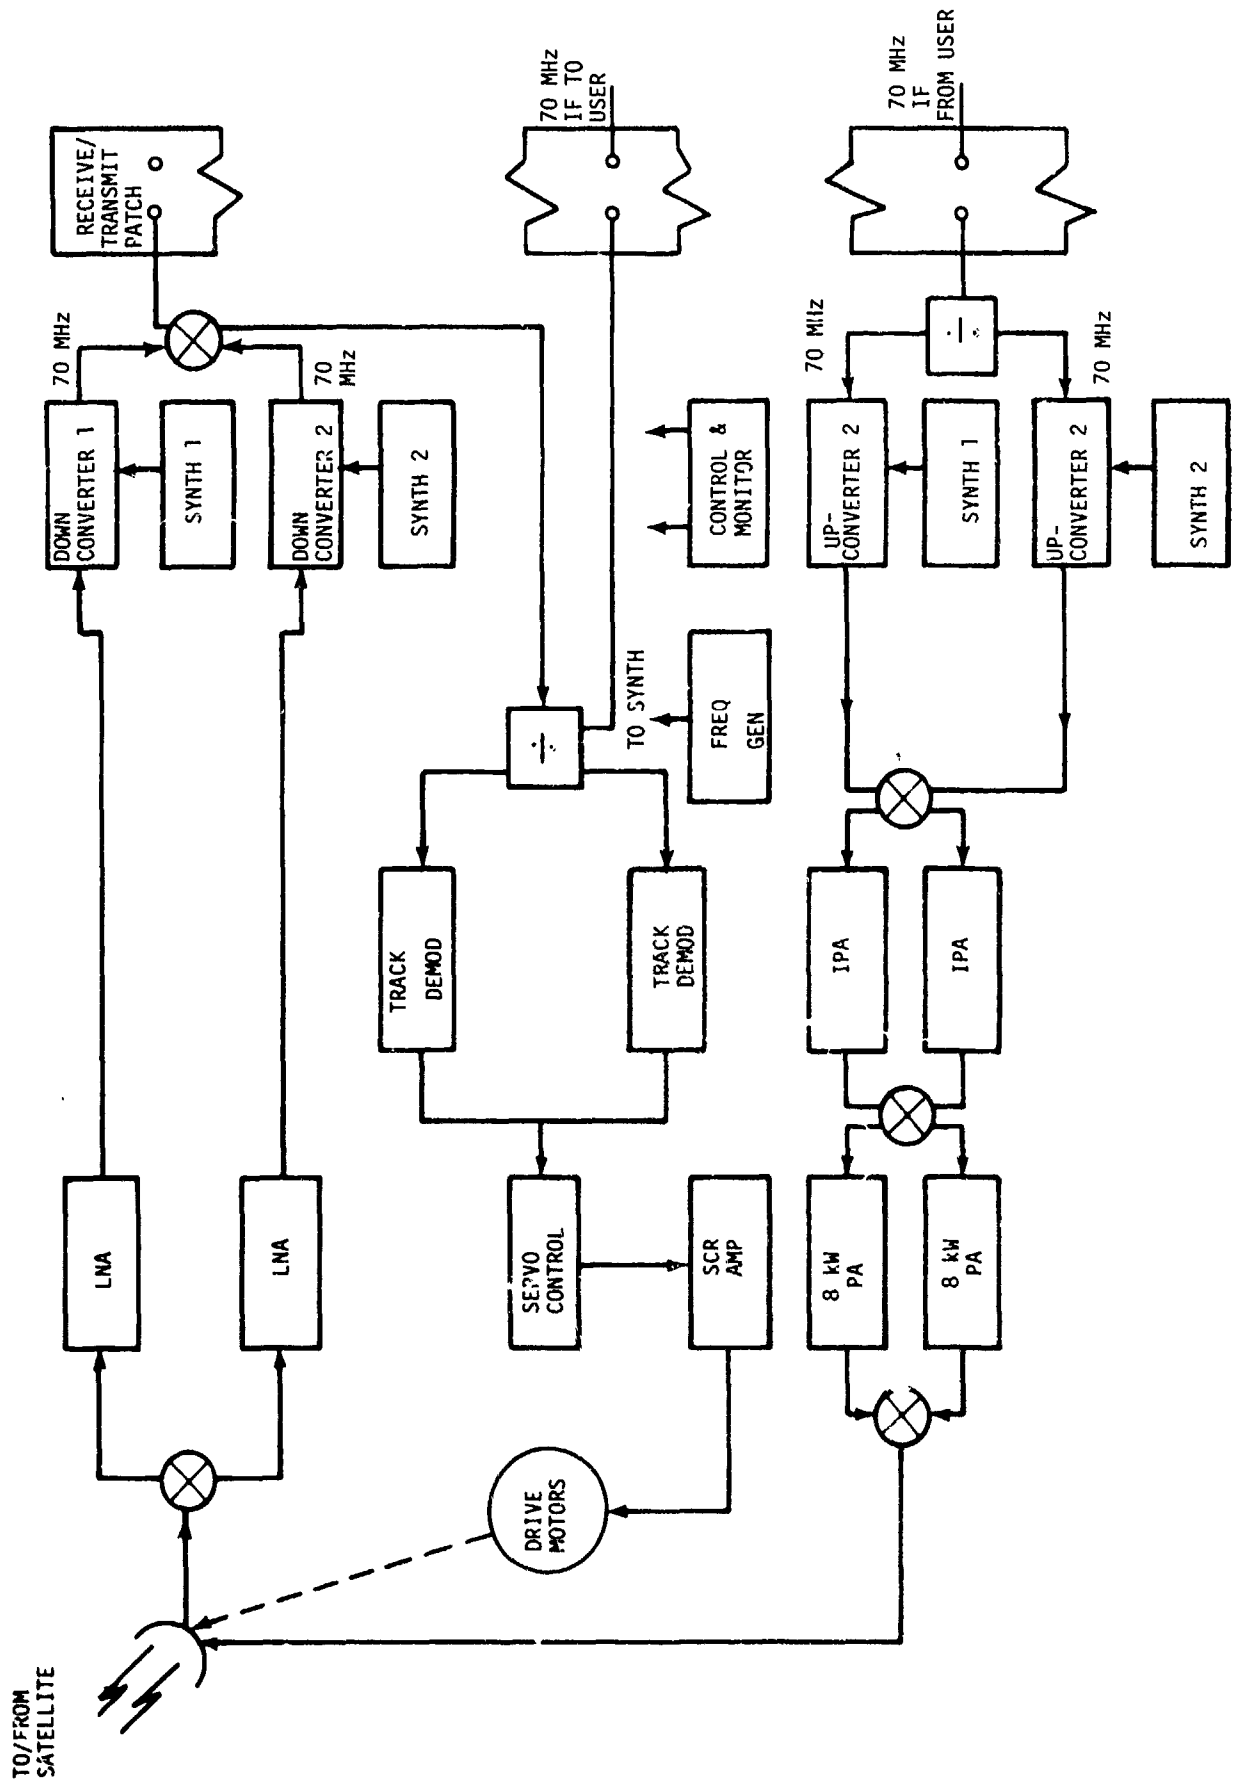 TO/FROM
SATELLITE
LNA
LNA
DOWN
CONVERTER 1
SYNTH 1
DOWN
CONVERTER 2
SYNTH 2
70 MHz
70
MHz
RECEIVE/
TRANSMIT
PATCH
DRIVE
MOTORS
SERVO
CONTROL
SCR
AMP
TRACK
DEMOD
TRACK
DEMOD
÷
TO SYNTH
FREQ
GEN
CONTROL &
MONITOR
70 MHz
IF TO
USER
8 kW
PA
8 kW
PA
IPA
IPA
UP-
CONVERTER 2
SYNTH 1
UP-
CONVERTER 2
SYNTH 2
70 MHz
70 MHz
÷
70 MHz
IF
FROM USER